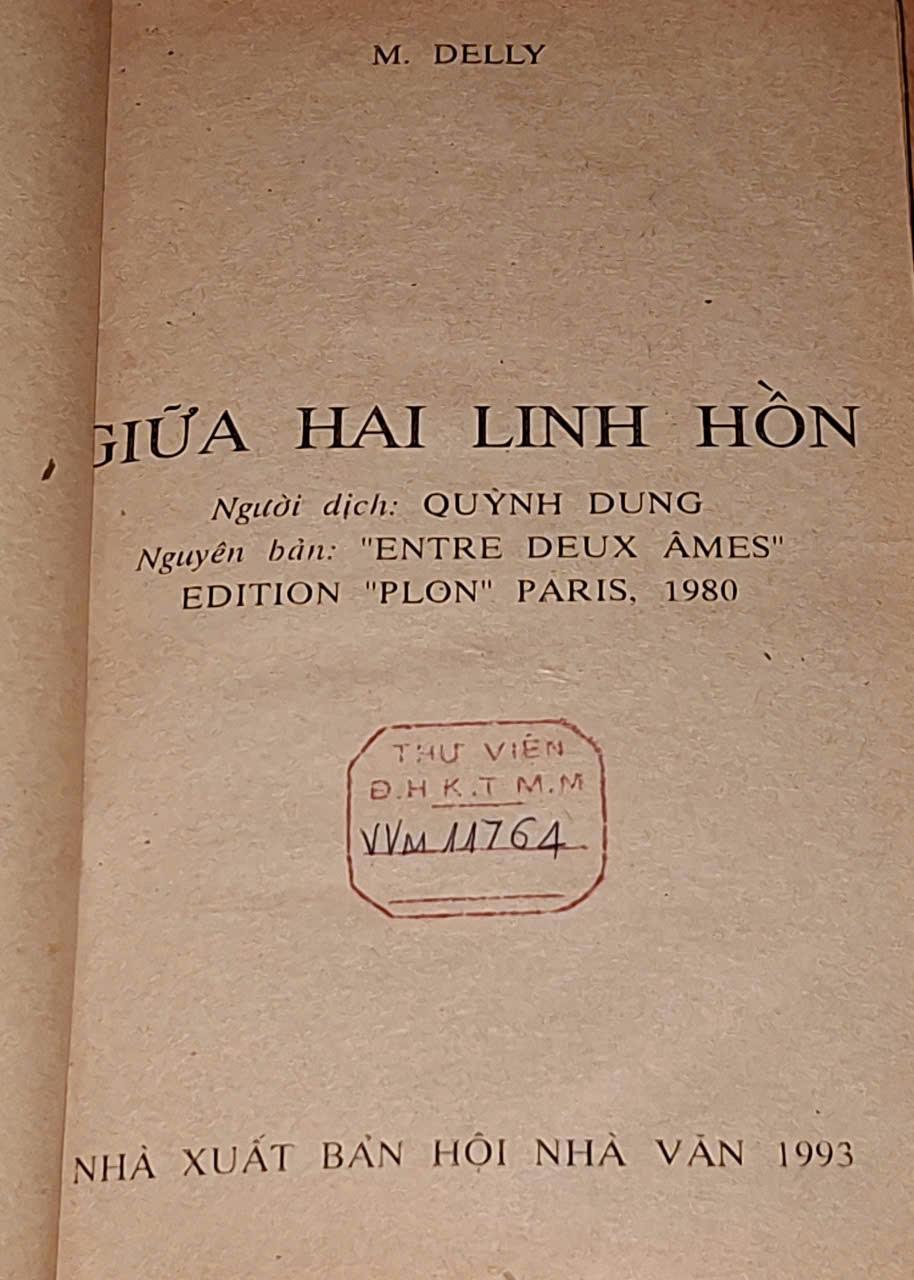 M. DELLY
GIỮA HAI LINH HỒN
Người dịch: QUỲNH DUNG
Nguyên bản: "ENTRE DEUX ÂMES"
EDITION "PLON" PARIS, 1980
THƯ VIỆN
Đ.H K.T M.M
VVM 11764
NHÀ XUẤT BẢN HỘI NHÀ VĂN 1993